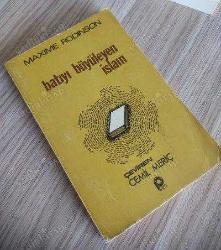 MAXIME RODINSON
batıyı büyüleyen
islam
ÇEVİREN
CEMİL MERİÇ